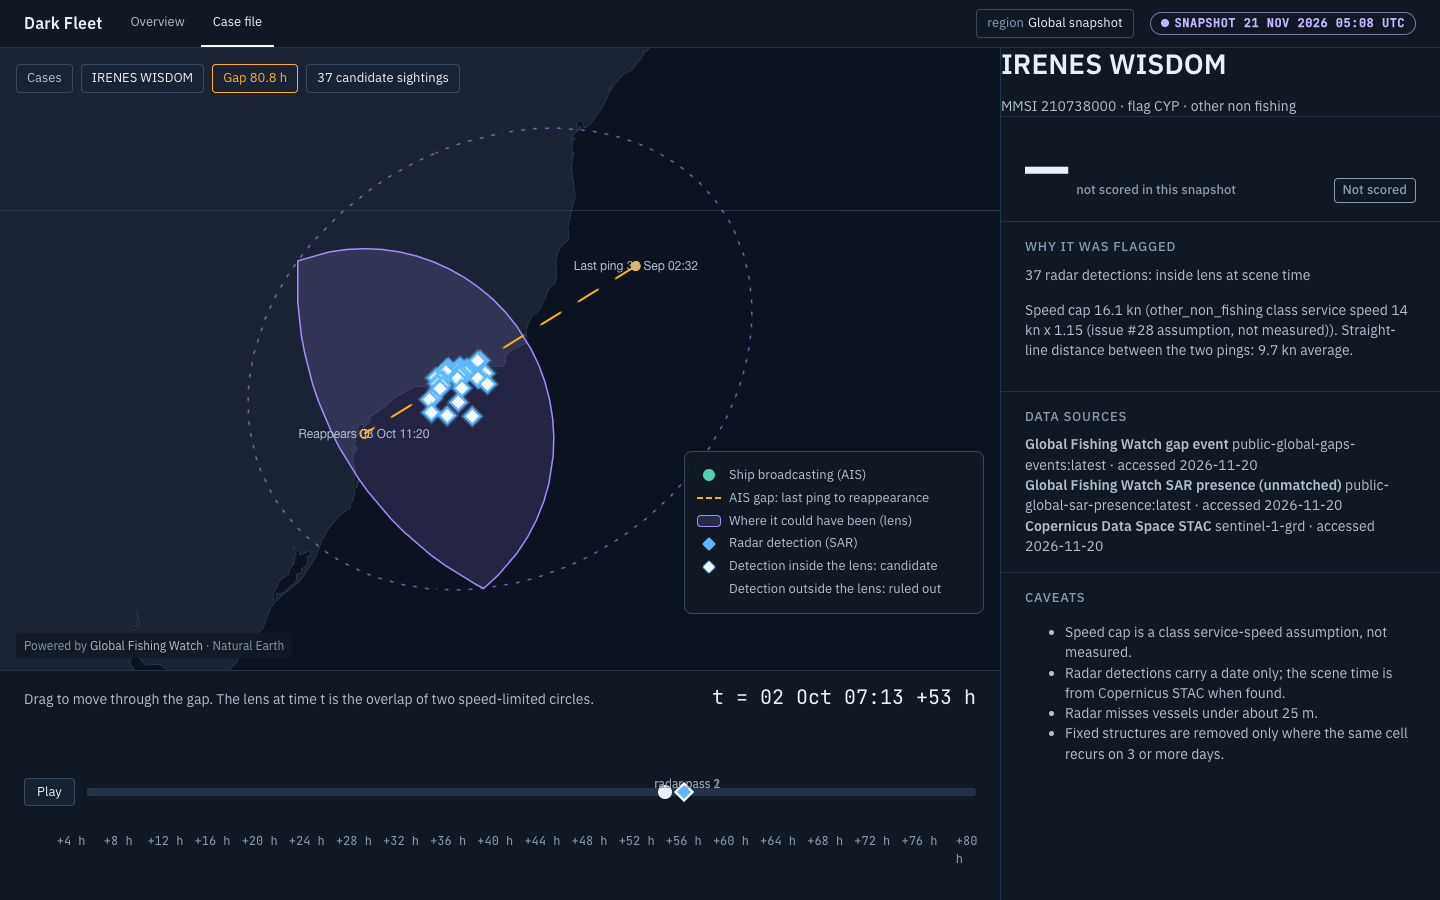 Dark Fleet
Overview
Case file
region Global snapshot
SNAPSHOT 21 NOV 2026 05:08 UTC
Cases
IRENES WISDOM
Gap 80.8 h
37 candidate sightings
Last ping Sep 02:32
Reappears Oct 11:20
Ship broadcasting (AIS)
AIS gap: last ping to reappearance
Where it could have been (lens)
Radar detection (SAR)
Detection inside the lens: candidate
Detection outside the lens: ruled out
Powered by Global Fishing Watch · Natural Earth
Drag to move through the gap. The lens at time t is the overlap of two speed-limited circles.
t = 02 Oct 07:13 +53 h
radar pass
Play
+4 h +8 h +12 h +16 h +20 h +24 h +28 h +32 h +36 h +40 h +44 h +48 h +52 h +56 h +60 h +64 h +68 h +72 h +76 h +80 h
IRENES WISDOM
MMSI 210738000 · flag CYP · other non fishing
not scored in this snapshot
Not scored
WHY IT WAS FLAGGED
37 radar detections: inside lens at scene time
Speed cap 16.1 kn (other_non_fishing class service speed 14
kn x 1.15 (issue #28 assumption, not measured)). Straight-
line distance between the two pings: 9.7 kn average.
DATA SOURCES
Global Fishing Watch gap event public-global-gaps-
events:latest · accessed 2026-11-20
Global Fishing Watch SAR presence (unmatched) public-
global-sar-presence:latest · accessed 2026-11-20
Copernicus Data Space STAC sentinel-1-grd · accessed
2026-11-20
CAVEATS
Speed cap is a class service-speed assumption, not
measured.
Radar detections carry a date only; the scene time is
from Copernicus STAC when found.
Radar misses vessels under about 25 m.
Fixed structures are removed only where the same cell
recurs on 3 or more days.